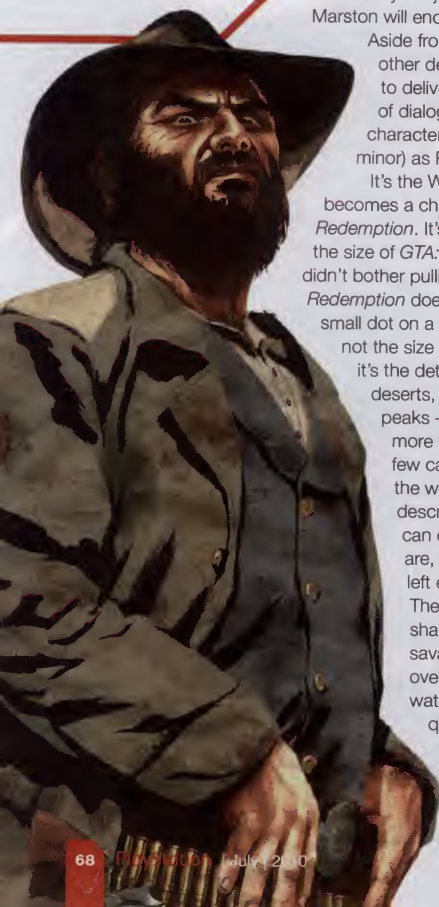 Marston will enc
Aside fro
other de
to delive
of dialog
character
minor) as F
It's the W
becomes a ch
Redemption. It's
the size of GTA:
didn't bother pulli
Redemption doe
small dot on a
not the size
it's the det
deserts,
peaks –
more
few ca
the w
descr
can
are,
left e
The
sha
sava
over
wat
q
68 PlayNation | July | 2010